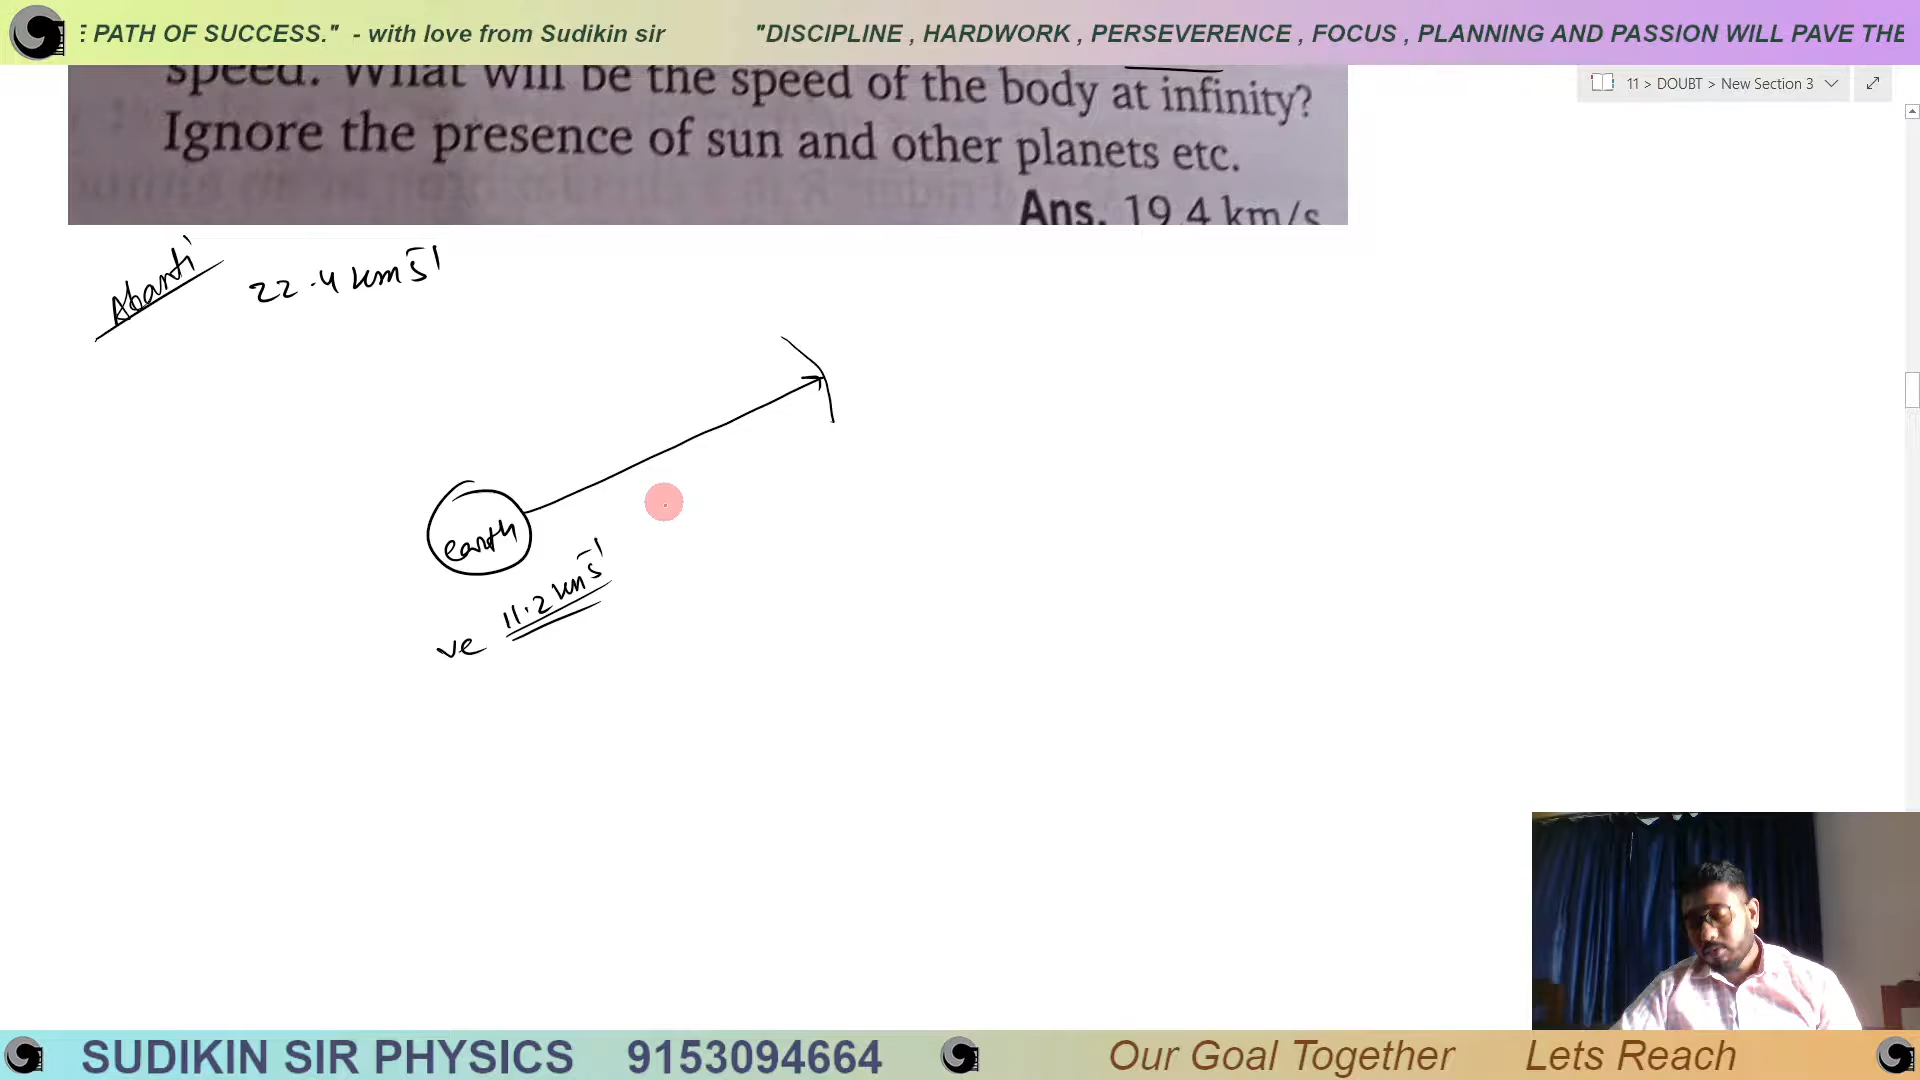 E PATH OF SUCCESS." - with love from Sudikin sir "DISCIPLINE , HARDWORK , PERSEVERENCE , FOCUS , PLANNING AND PASSION WILL PAVE THE
11 > DOUBT > New Section 3
speed. What will be the speed of the body at infinity?
Ignore the presence of sun and other planets etc.
Ans. 19.4 km/s
Abanti
22.4 km s⁻¹
earth
11.2 km s⁻¹
ve
SUDIKIN SIR PHYSICS 9153094664 Our Goal Together Lets Reach